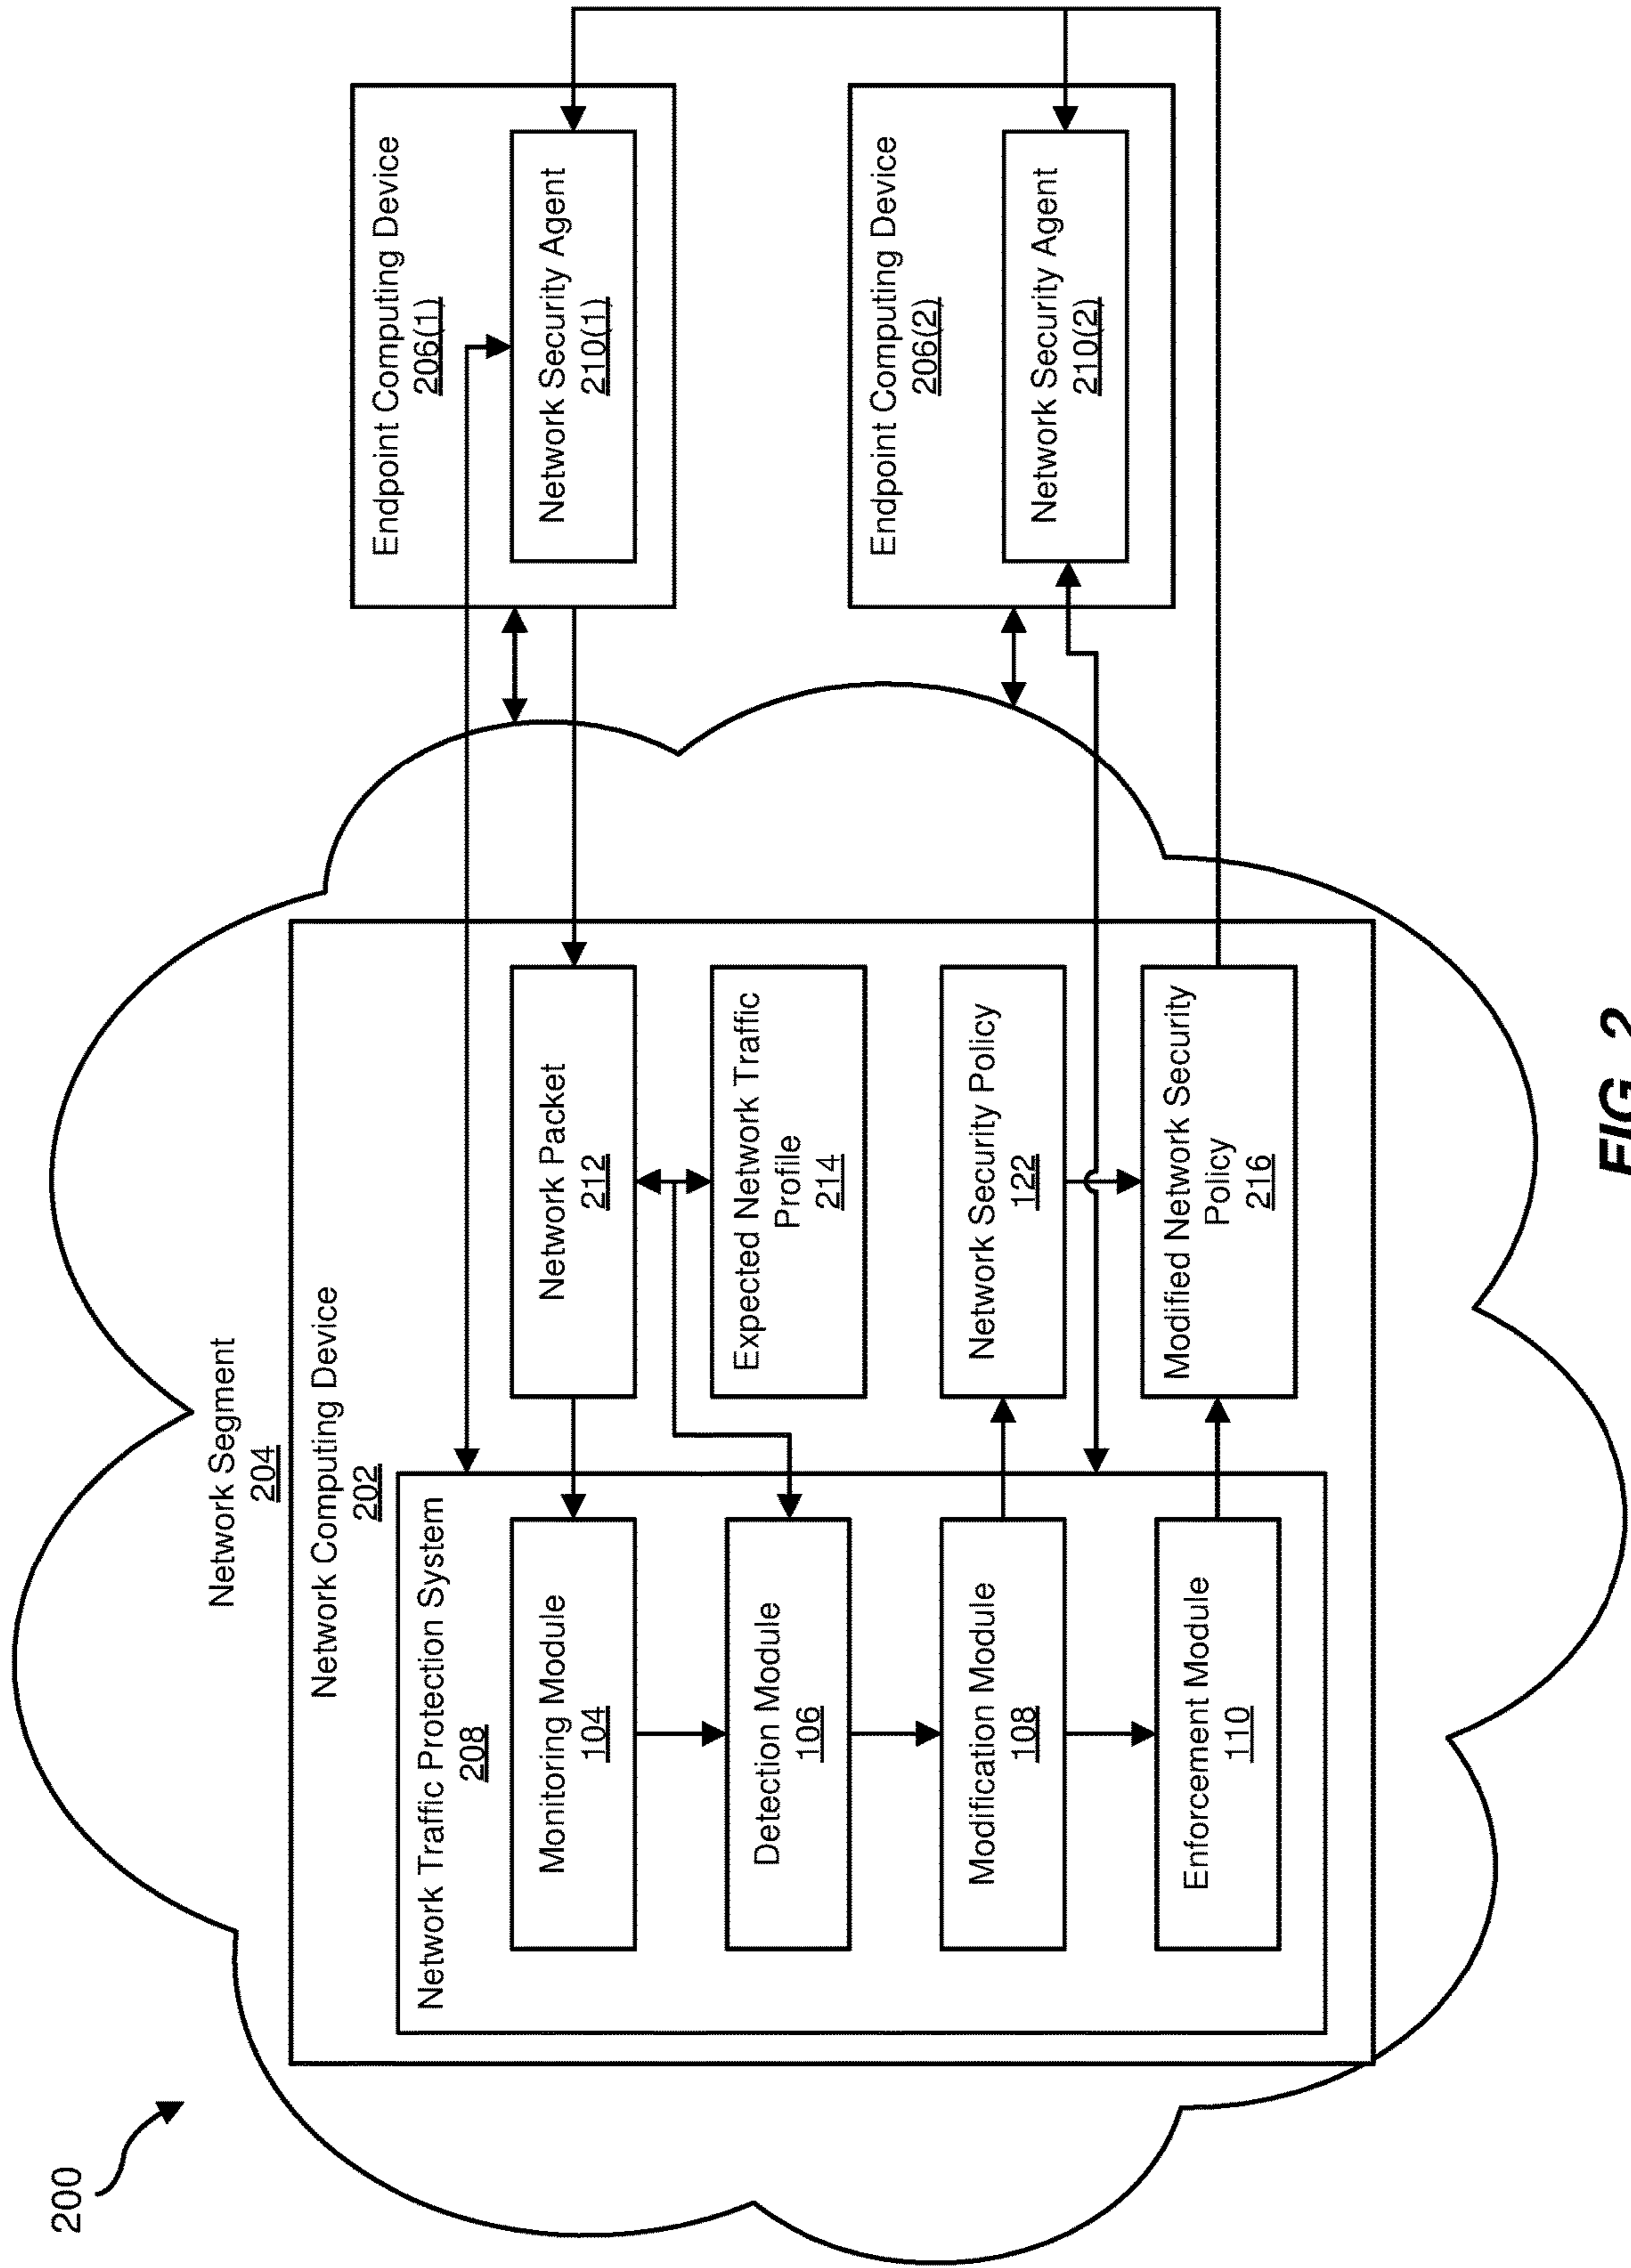 200
Network Segment
204
Network Computing Device
202
Network Traffic Protection System
208
Monitoring Module
104
Detection Module
106
Modification Module
108
Enforcement Module
110
Network Packet
212
Expected Network Traffic
Profile
214
Network Security Policy
122
Modified Network Security
Policy
216
Endpoint Computing Device
206(1)
Network Security Agent
210(1)
Endpoint Computing Device
206(2)
Network Security Agent
210(2)
FIG. 2